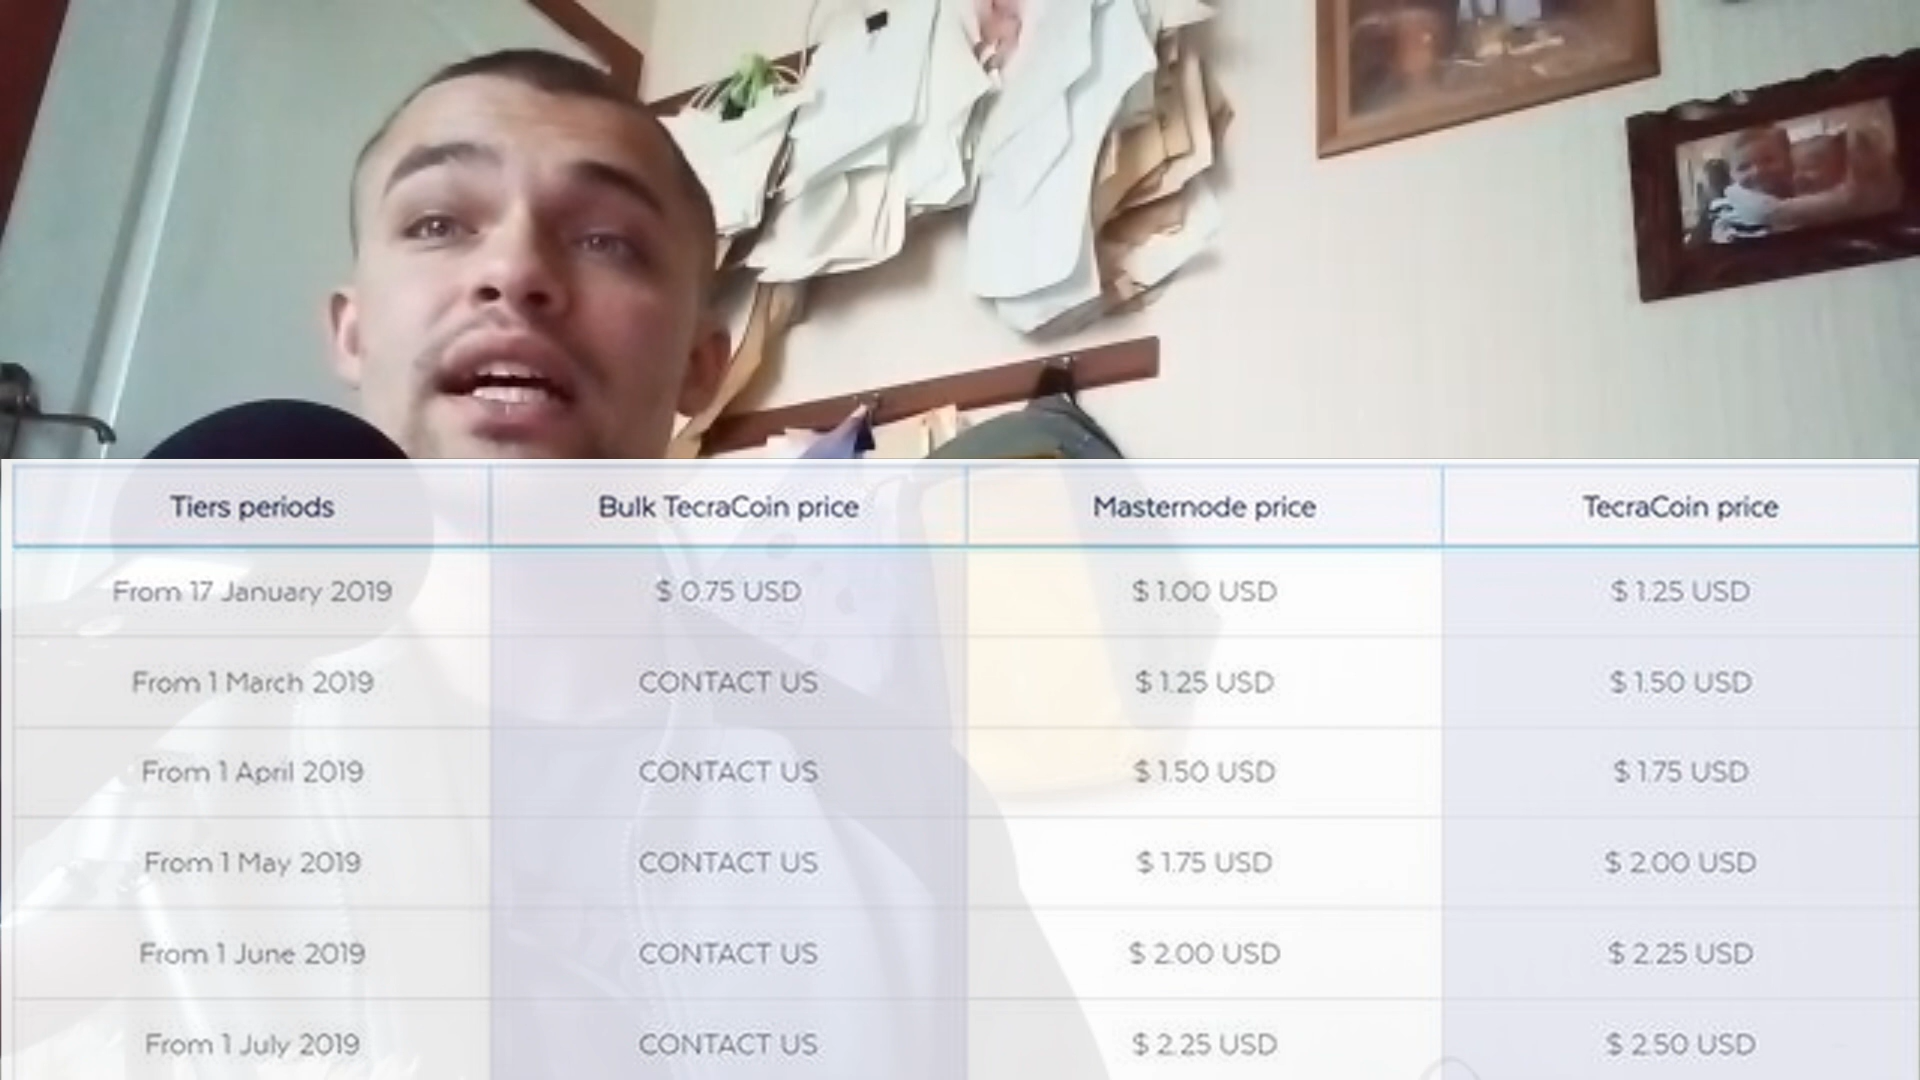 Tiers periods Bulk TecraCoin price Masternode price TecraCoin price
From 17 January 2019 $ 0.75 USD $ 1.00 USD $ 1.25 USD
From 1 March 2019 CONTACT US $ 1.25 USD $ 1.50 USD
From 1 April 2019 CONTACT US $ 1.50 USD $ 1.75 USD
From 1 May 2019 CONTACT US $ 1.75 USD $ 2.00 USD
From 1 June 2019 CONTACT US $ 2.00 USD $ 2.25 USD
From 1 July 2019 CONTACT US $ 2.25 USD $ 2.50 USD